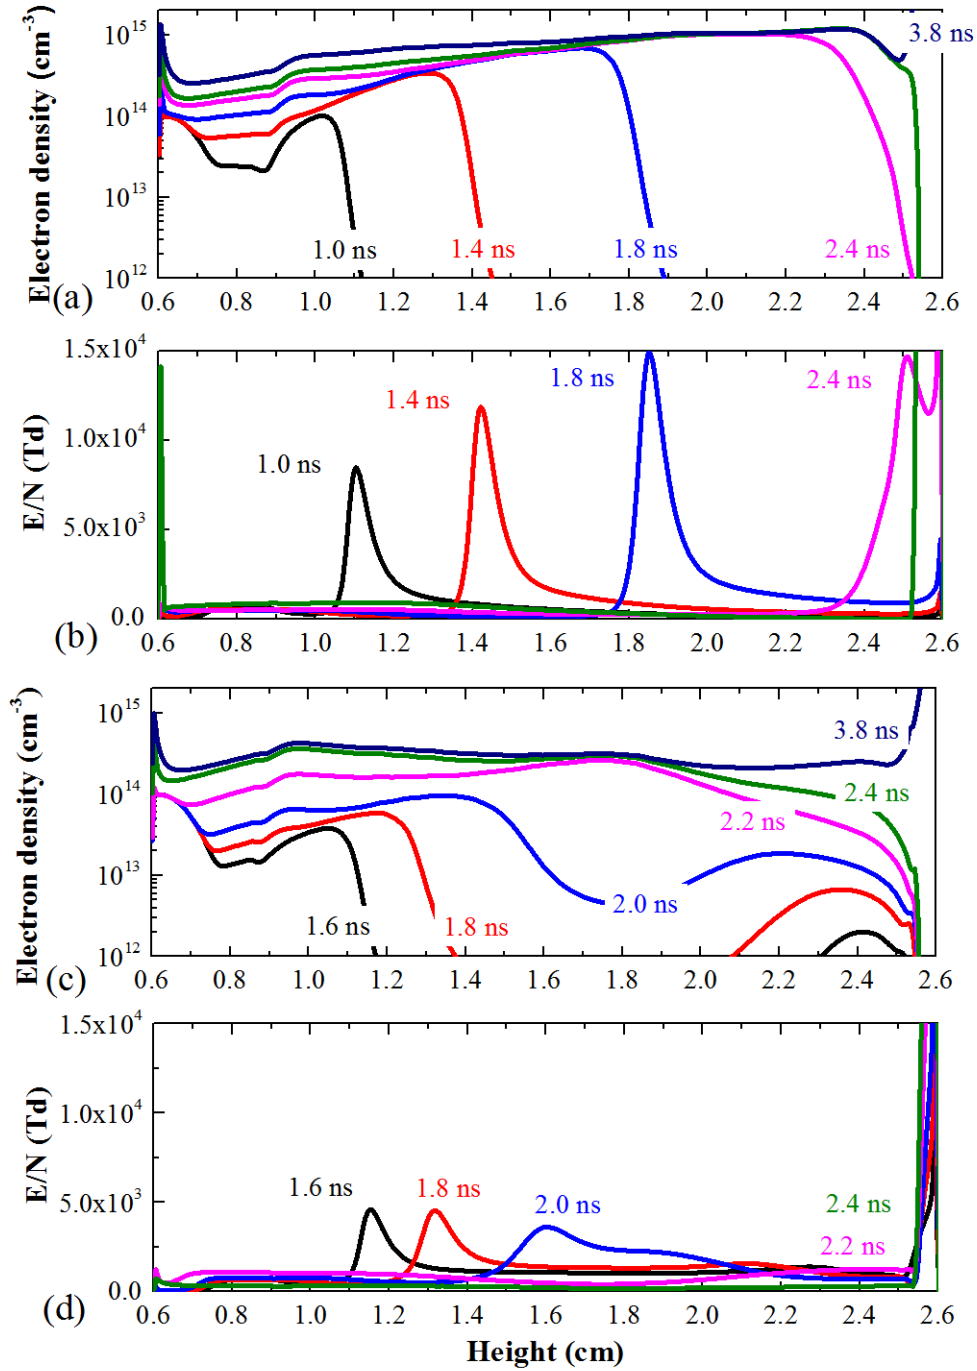 Electron density (cm-3)
10^15
10^14
10^13
10^12
3.8 ns
1.0 ns
1.4 ns
1.8 ns
2.4 ns
0.6 0.8 1.0 1.2 1.4 1.6 1.8 2.0 2.2 2.4 2.6
(a)
E/N (Td)
1.5x10^4
1.0x10^4
5.0x10^3
0.0
1.0 ns
1.4 ns
1.8 ns
2.4 ns
0.6 0.8 1.0 1.2 1.4 1.6 1.8 2.0 2.2 2.4 2.6
(b)
Electron density (cm-3)
10^15
10^14
10^13
10^12
3.8 ns
2.4 ns
2.2 ns
2.0 ns
1.6 ns
1.8 ns
0.6 0.8 1.0 1.2 1.4 1.6 1.8 2.0 2.2 2.4 2.6
(c)
E/N (Td)
1.5x10^4
1.0x10^4
5.0x10^3
0.0
1.6 ns
1.8 ns
2.0 ns
2.4 ns
2.2 ns
0.6 0.8 1.0 1.2 1.4 1.6 1.8 2.0 2.2 2.4 2.6
(d)
Height (cm)